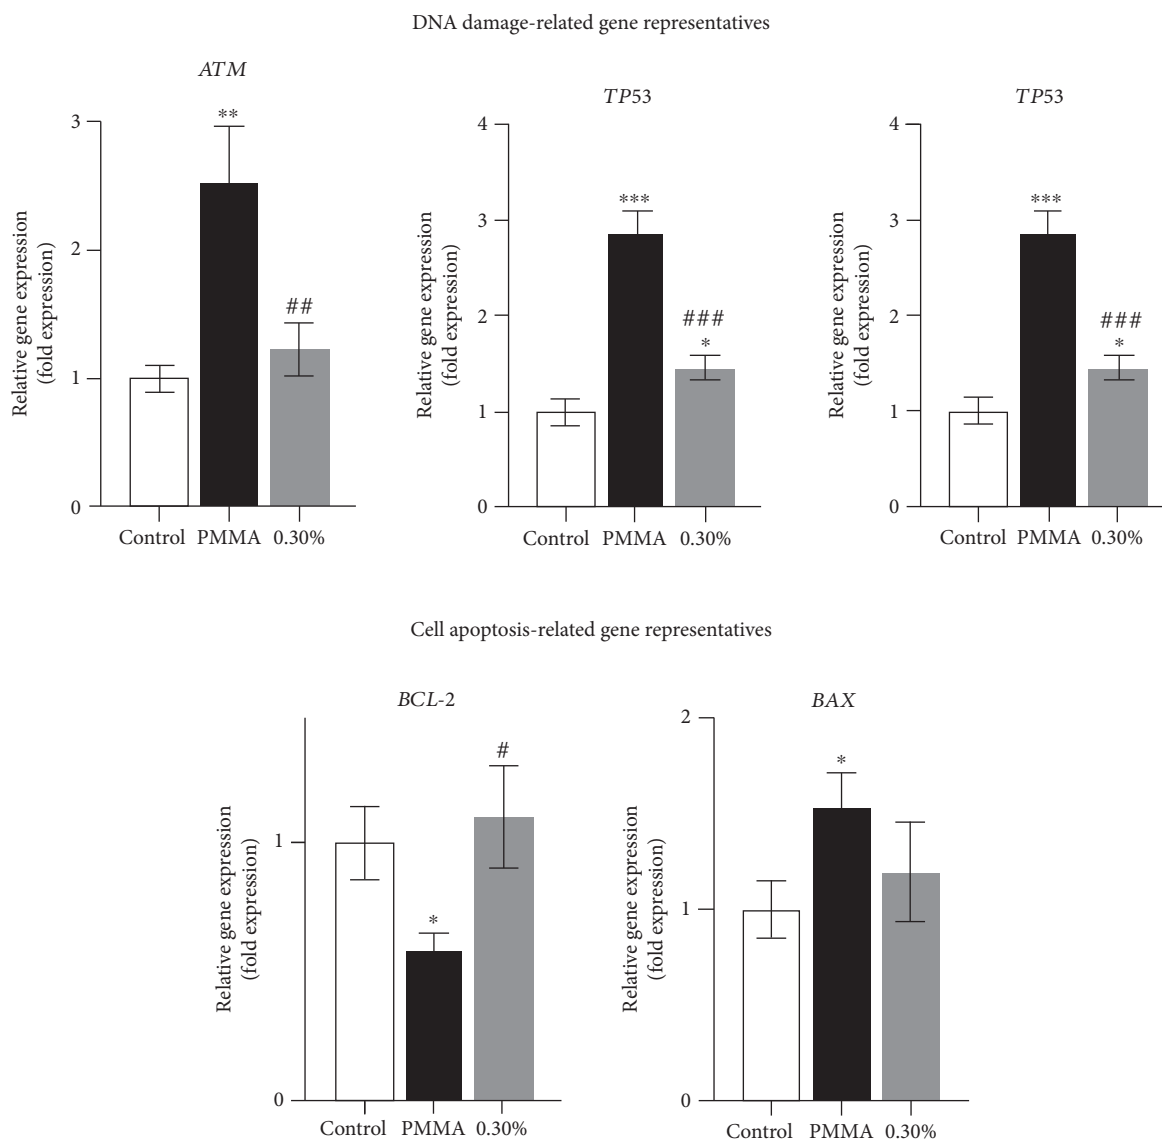 DNA damage-related gene representatives
ATM
Relative gene expression
(fold expression)
3
2
1
0
**
##
Control PMMA 0.30%
TP53
Relative gene expression
(fold expression)
4
3
2
1
0
***
###
*
Control PMMA 0.30%
TP53
Relative gene expression
(fold expression)
4
3
2
1
0
***
###
*
Control PMMA 0.30%
Cell apoptosis-related gene representatives
BCL-2
Relative gene expression
(fold expression)
1
0
*
#
Control PMMA 0.30%
BAX
Relative gene expression
(fold expression)
2
1
0
*
Control PMMA 0.30%